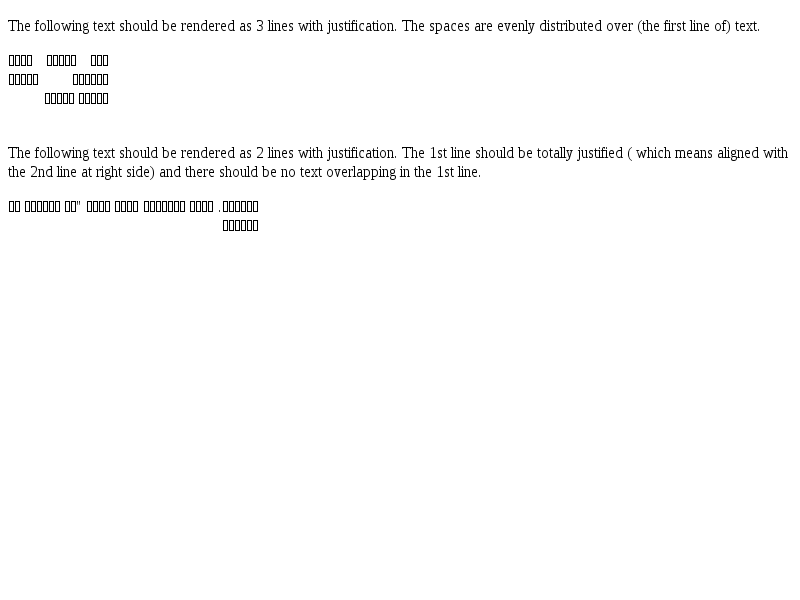 The following text should be rendered as 3 lines with justification. The spaces are evenly distributed over (the first line of) text.
The following text should be rendered as 2 lines with justification. The 1st line should be totally justified ( which means aligned with
the 2nd line at right side) and there should be no text overlapping in the 1st line.